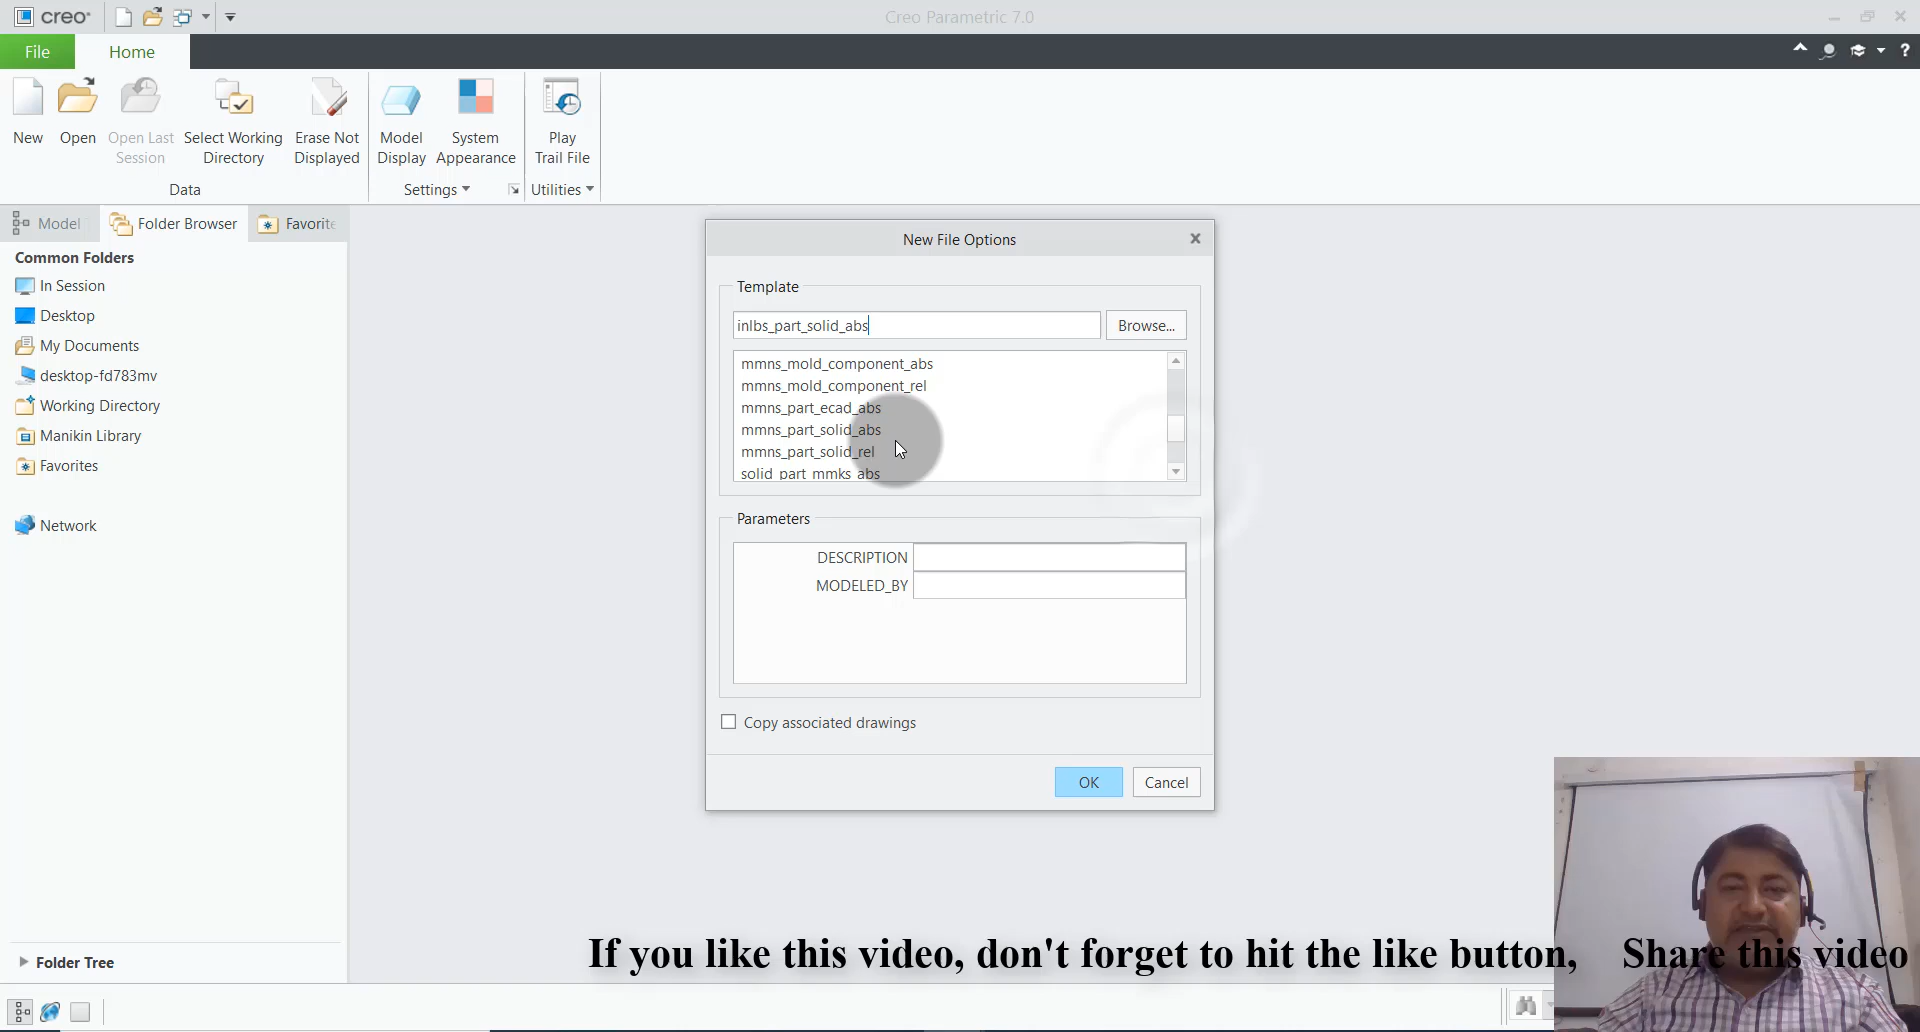 creo
Creo Parametric 7.0
File
Home
?
New
Open
Open Last
Session
Select Working
Directory
Erase Not
Displayed
Model
Display
System
Appearance
Play
Trail File
Data
Settings
Utilities
Model
Folder Browser
Favorite
Common Folders
In Session
Desktop
My Documents
desktop-fd783mv
Working Directory
Manikin Library
Favorites
Network
Folder Tree
New File Options
Template
inlbs_part_solid_abs
Browse...
mmns_mold_component_abs
mmns_mold_component_rel
mmns_part_ecad_abs
mmns_part_solid_abs
mmns_part_solid_rel
solid_part_mmks_abs
Parameters
DESCRIPTION
MODELED_BY
Copy associated drawings
OK
Cancel
If you like this video, don't forget to hit the like button, Share this video